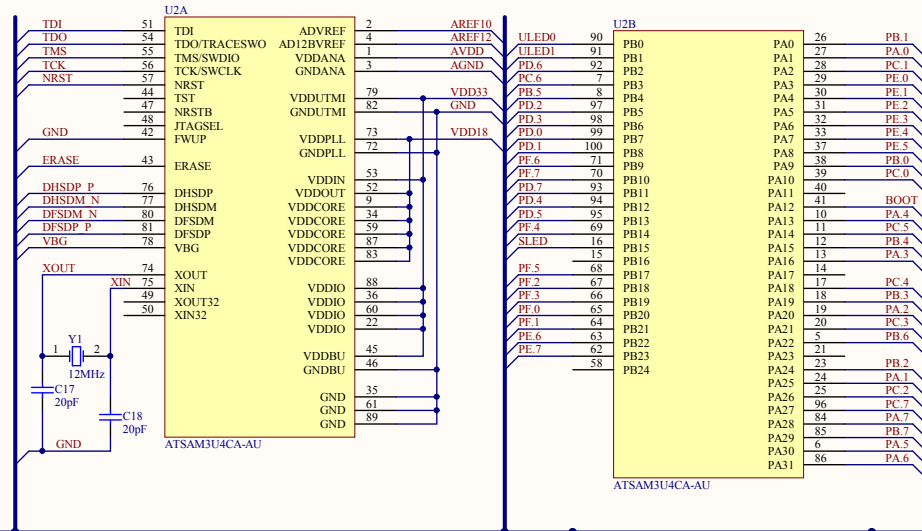 U2A
TDI 51 TDI
TDO 54 TDO/TRACESWO
TMS 55 TMS/SWDIO
TCK 56 TCK/SWCLK
NRST 57 NRST
44 TST
47 NRSTB
48 JTAGSEL
GND 42 FWUP
ERASE 43 ERASE
DHSDP_P 76 DHSDP
DHSDM_N 77 DHSDM
DFSDM_N 80 DFSDM
DFSDP_P 81 DFSDP
VBG 78 VBG
XOUT 74 XOUT
XIN 75 XIN
49 XOUT32
50 XIN32
ADVREF 2 AREF10
AD12BVREF 4 AREF12
VDDANA 1 AVDD
GNDANA 3 AGND
VDDUTMI 79 VDD33
GNDUTMI 82 GND
VDDPLL 73 VDD18
GNDPLL 72
VDDIN 53
VDDOUT 52
VDDCORE 9
VDDCORE 34
VDDCORE 59
VDDCORE 87
VDDCORE 83
VDDIO 88
VDDIO 36
VDDIO 60
VDDIO 22
VDDBU 45
GNDBU 46
GND 35
GND 61
GND 89
ATSAM3U4CA-AU
Y1
1 2
12MHz
C17
20pF
C18
20pF
GND
U2B
ULED0 90 PB0
ULED1 91 PB1
PD.6 92 PB2
PC.6 7 PB3
PB.5 8 PB4
PD.2 97 PB5
PD.3 98 PB6
PD.0 99 PB7
PD.1 100 PB8
PF.6 71 PB9
PF.7 70 PB10
PD.7 93 PB11
PD.4 94 PB12
PD.5 95 PB13
PF.4 69 PB14
SLED 16 PB15
15 PB16
PF.5 68 PB17
PF.2 67 PB18
PF.3 66 PB19
PF.0 65 PB20
PF.1 64 PB21
PE.6 63 PB22
PE.7 62 PB23
58 PB24
PA0 26 PB.1
PA1 27 PA.0
PA2 28 PC.1
PA3 29 PE.0
PA4 30 PE.1
PA5 31 PE.2
PA6 32 PE.3
PA7 33 PE.4
PA8 37 PE.5
PA9 38 PB.0
PA10 39 PC.0
PA11 40
PA12 41 BOOT
PA13 10 PA.4
PA14 11 PC.5
PA15 12 PB.4
PA16 13 PA.3
PA17 14
PA18 17 PC.4
PA19 18 PB.3
PA20 19 PA.2
PA21 20 PC.3
PA22 5 PB.6
PA23 21
PA24 23 PB.2
PA25 24 PA.1
PA26 25 PC.2
PA27 96 PC.7
PA28 84 PA.7
PA29 85 PB.7
PA30 6 PA.5
PA31 86 PA.6
ATSAM3U4CA-AU